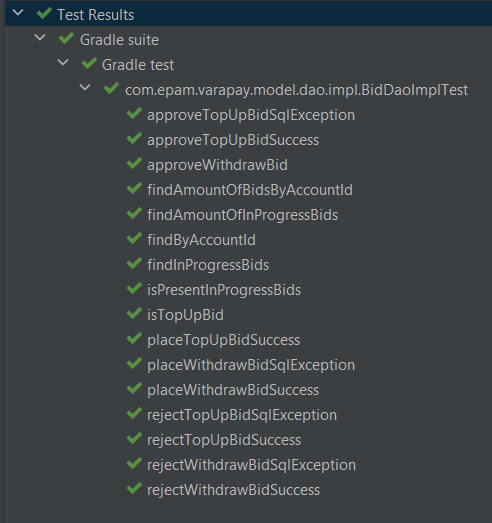 Test Results
Gradle suite
Gradle test
com.epam.varapay.model.dao.impl.BidDaoImplTest
approveTopUpBidSqlException
approveTopUpBidSuccess
approveWithdrawBid
findAmountOfBidsByAccountId
findAmountOfInProgressBids
findByAccountId
findInProgressBids
isPresentInProgressBids
isTopUpBid
placeTopUpBidSuccess
placeWithdrawBidSqlException
placeWithdrawBidSuccess
rejectTopUpBidSqlException
rejectTopUpBidSuccess
rejectWithdrawBidSqlException
rejectWithdrawBidSuccess